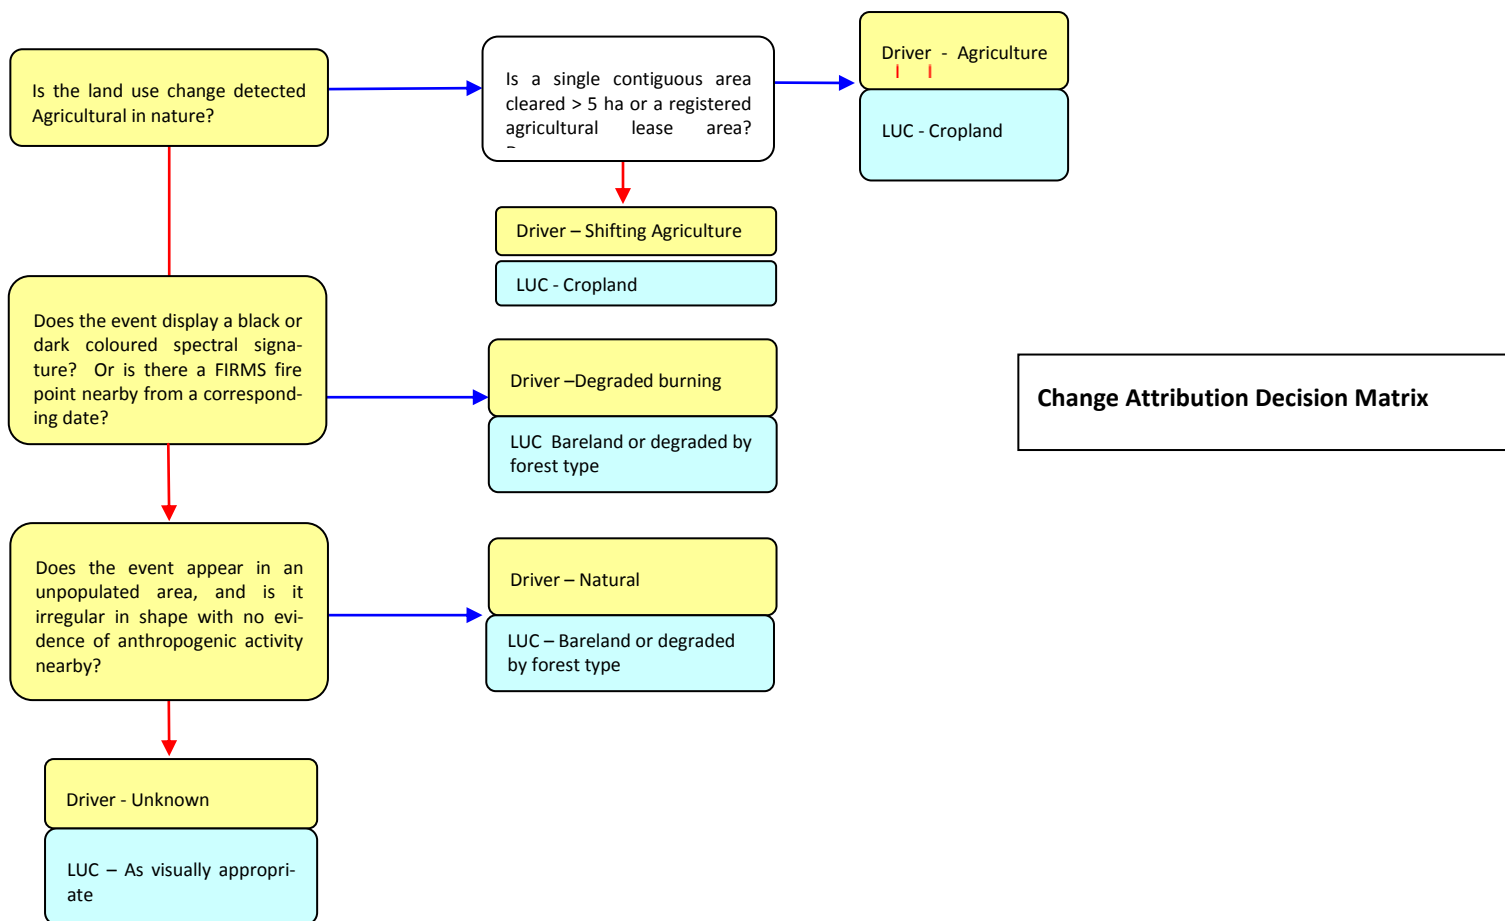 Is the land use change detected
Agricultural in nature?
Is a single contiguous area
cleared > 5 ha or a registered
agricultural lease area?
Driver - Agriculture
LUC - Cropland
Driver – Shifting Agriculture
LUC - Cropland
Does the event display a black or
dark coloured spectral signa-
ture? Or is there a FIRMS fire
point nearby from a correspond-
ing date?
Driver –Degraded burning
LUC Bareland or degraded by
forest type
Change Attribution Decision Matrix
Does the event appear in an
unpopulated area, and is it
irregular in shape with no evi-
dence of anthropogenic activity
nearby?
Driver – Natural
LUC – Bareland or degraded
by forest type
Driver - Unknown
LUC – As visually appropri-
ate